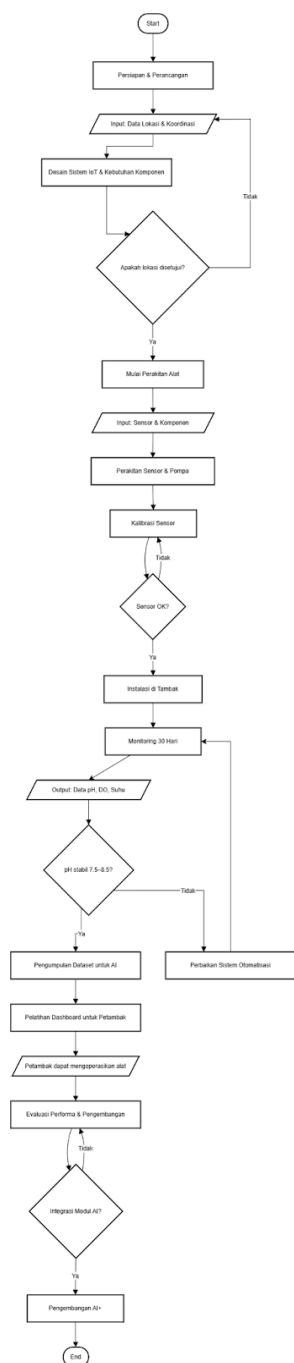 Start
Persiapan & Perancangan
Input: Data Lokasi & Koordinasi
Desain Sistem IoT & Kebutuhan Komponen
Tidak
Apakah lokasi disetujui?
Ya
Mulai Perakitan Alat
Input: Sensor & Komponen
Perakitan Sensor & Pompa
Kalibrasi Sensor
Tidak
Sensor OK?
Ya
Instalasi di Tambak
Monitoring 30 Hari
Output: Data pH, DO, Suhu
pH stabil 7.5–8.5?
Tidak
Ya
Pengumpulan Dataset untuk AI
Perbaikan Sistem Otomatisasi
Pelatihan Dashboard untuk Petambak
Petambak dapat mengoperasikan alat
Evaluasi Performa & Pengembangan
Tidak
Integrasi Modul AI?
Ya
Pengembangan AI+
End